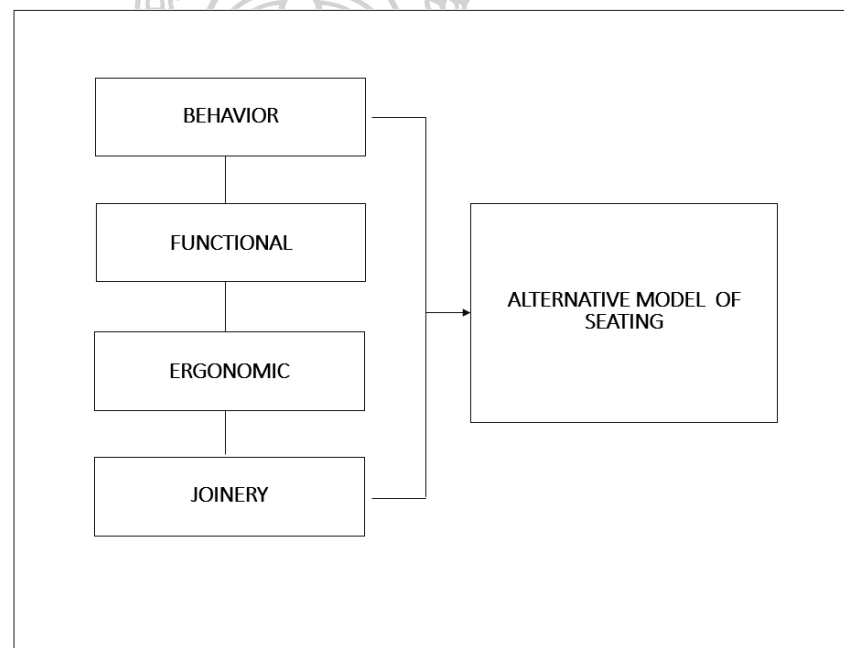 BEHAVIOR
FUNCTIONAL
ERGONOMIC
JOINERY
ALTERNATIVE MODEL OF
SEATING